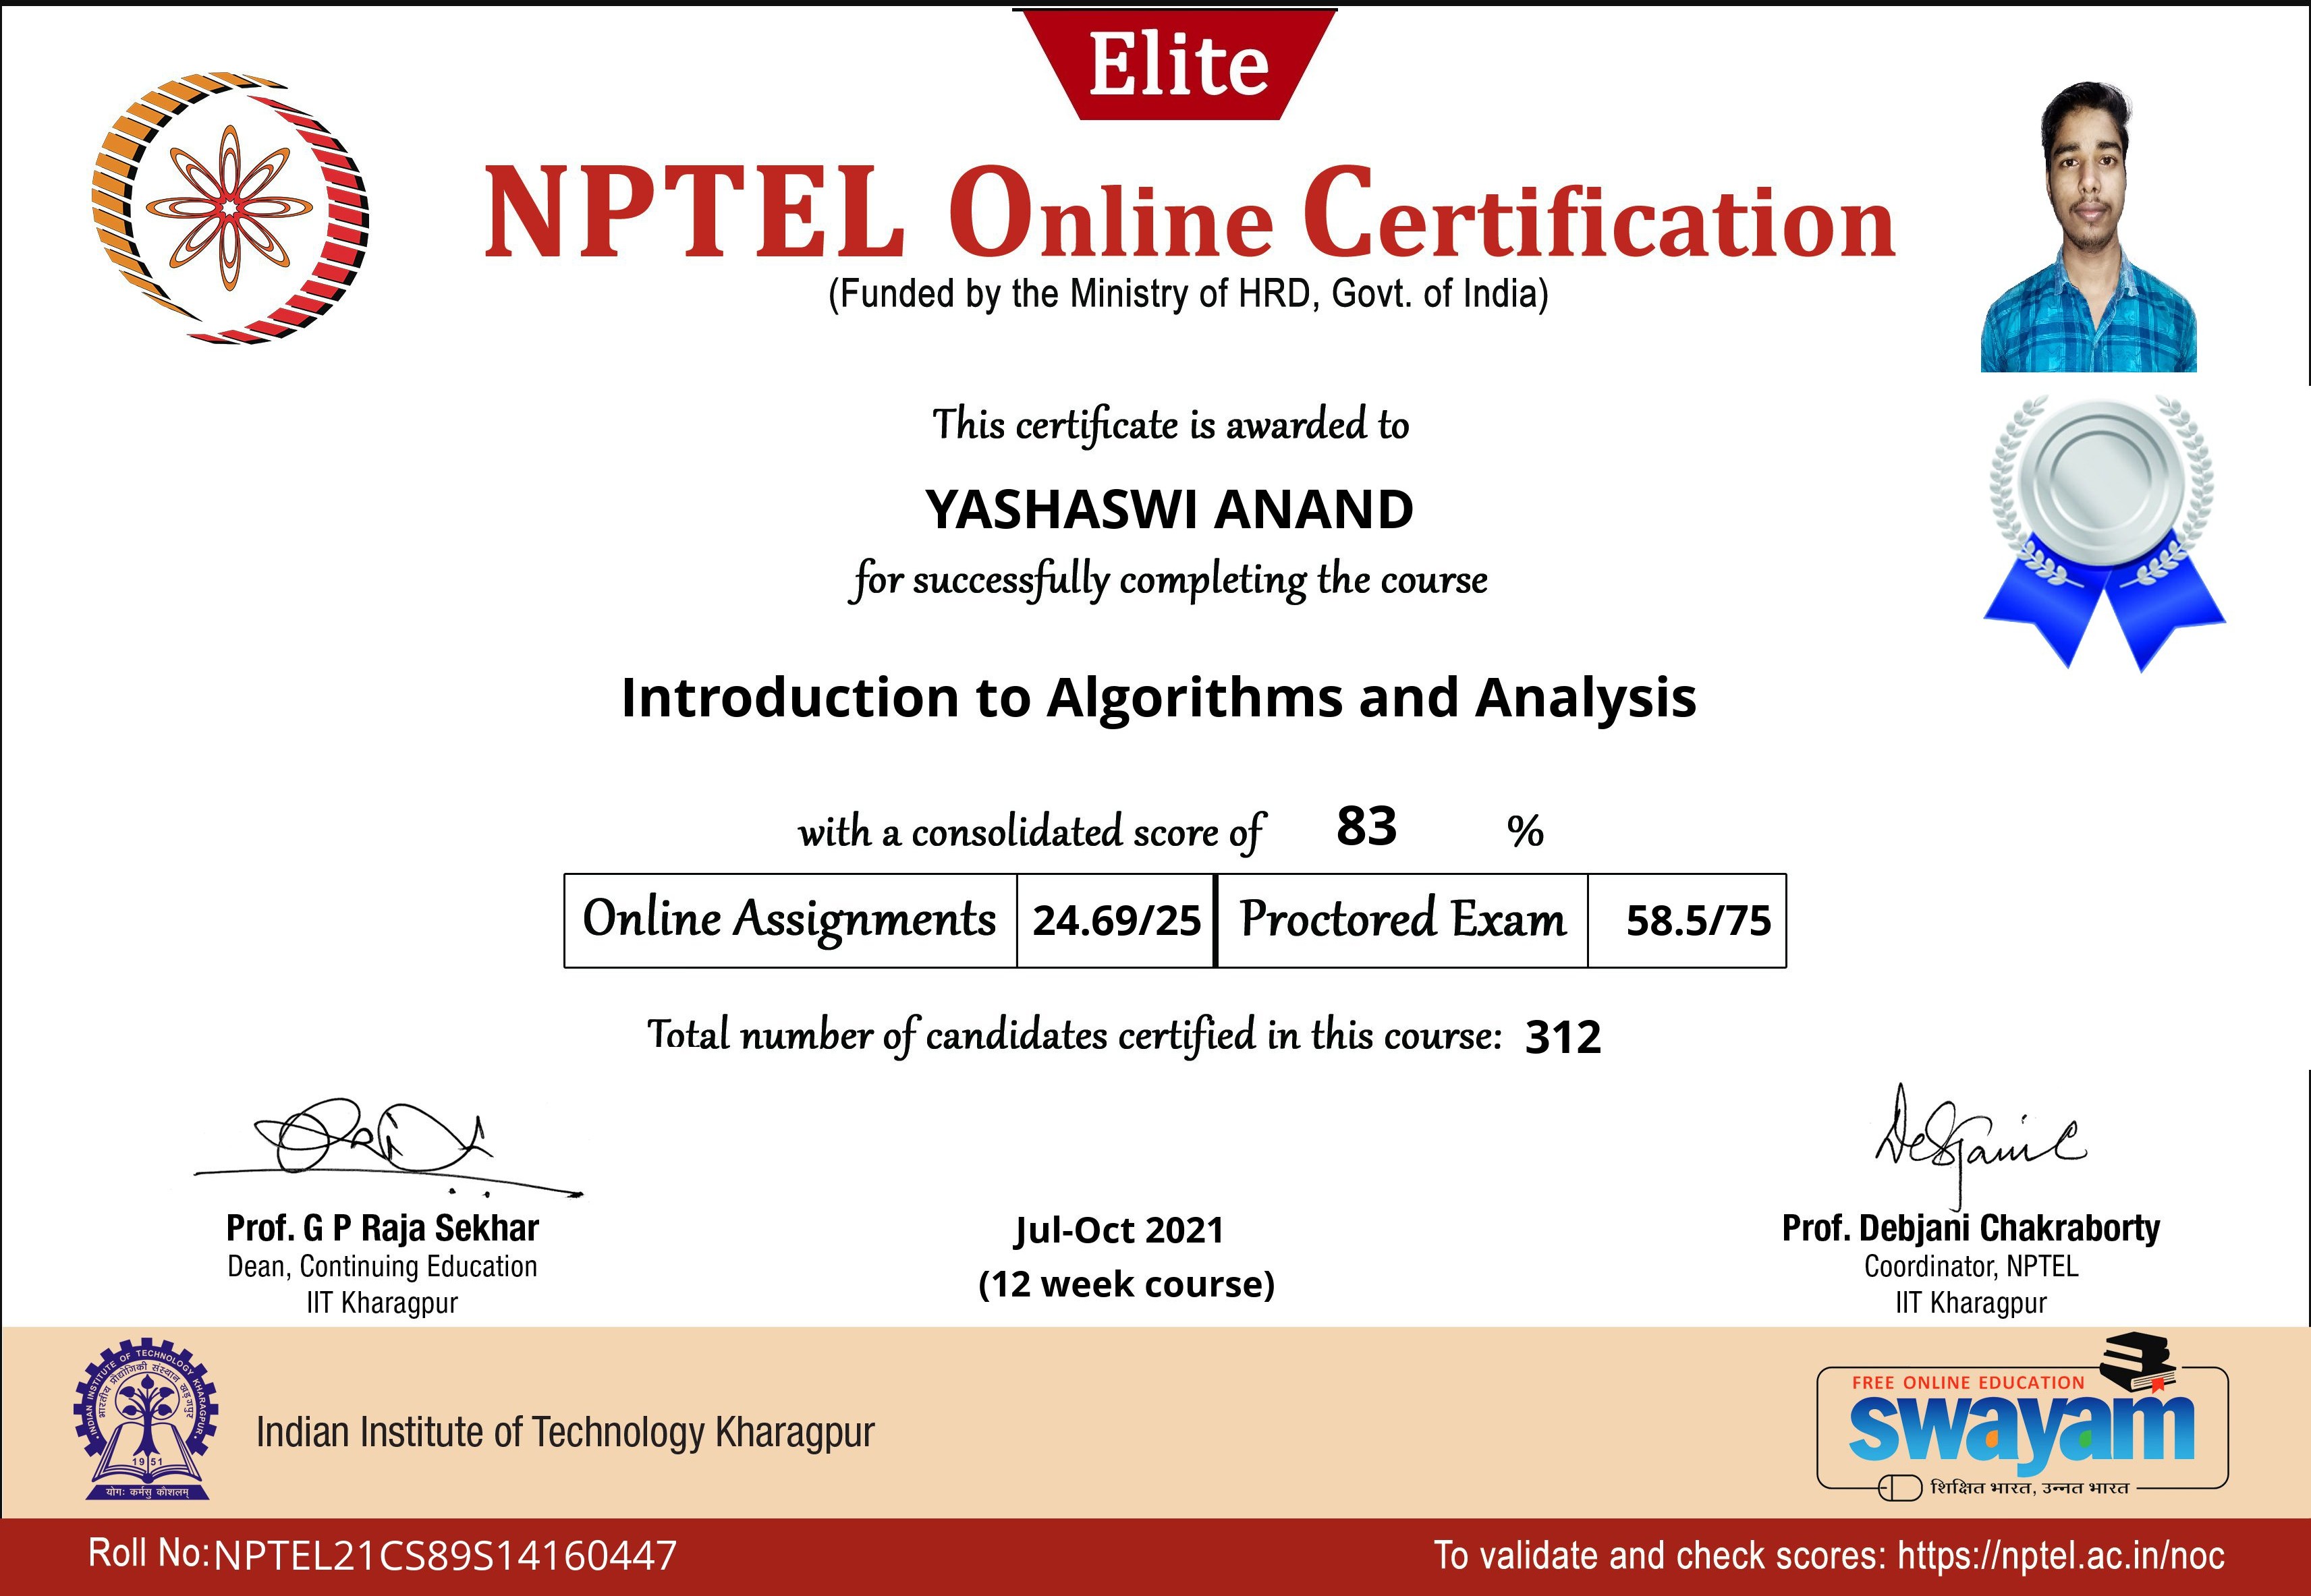 Elite
NPTEL Online Certification
(Funded by the Ministry of HRD, Govt. of India)
This certificate is awarded to
YASHASWI ANAND
for successfully completing the course
Introduction to Algorithms and Analysis
with a consolidated score of 83 %
Online Assignments 24.69/25 Proctored Exam 58.5/75
Total number of candidates certified in this course: 312
Prof. G P Raja Sekhar
Dean, Continuing Education
IIT Kharagpur
Jul-Oct 2021
(12 week course)
Prof. Debjani Chakraborty
Coordinator, NPTEL
IIT Kharagpur
INDIAN INSTITUTE OF TECHNOLOGY KHARAGPUR
भारतीय प्रौद्योगिकी संस्थान खड़गपुर
1951
योगः कर्मसु कौशलम्
Indian Institute of Technology Kharagpur
FREE ONLINE EDUCATION
swayam
शिक्षित भारत, उन्नत भारत
Roll No:NPTEL21CS89S14160447
To validate and check scores: https://nptel.ac.in/noc